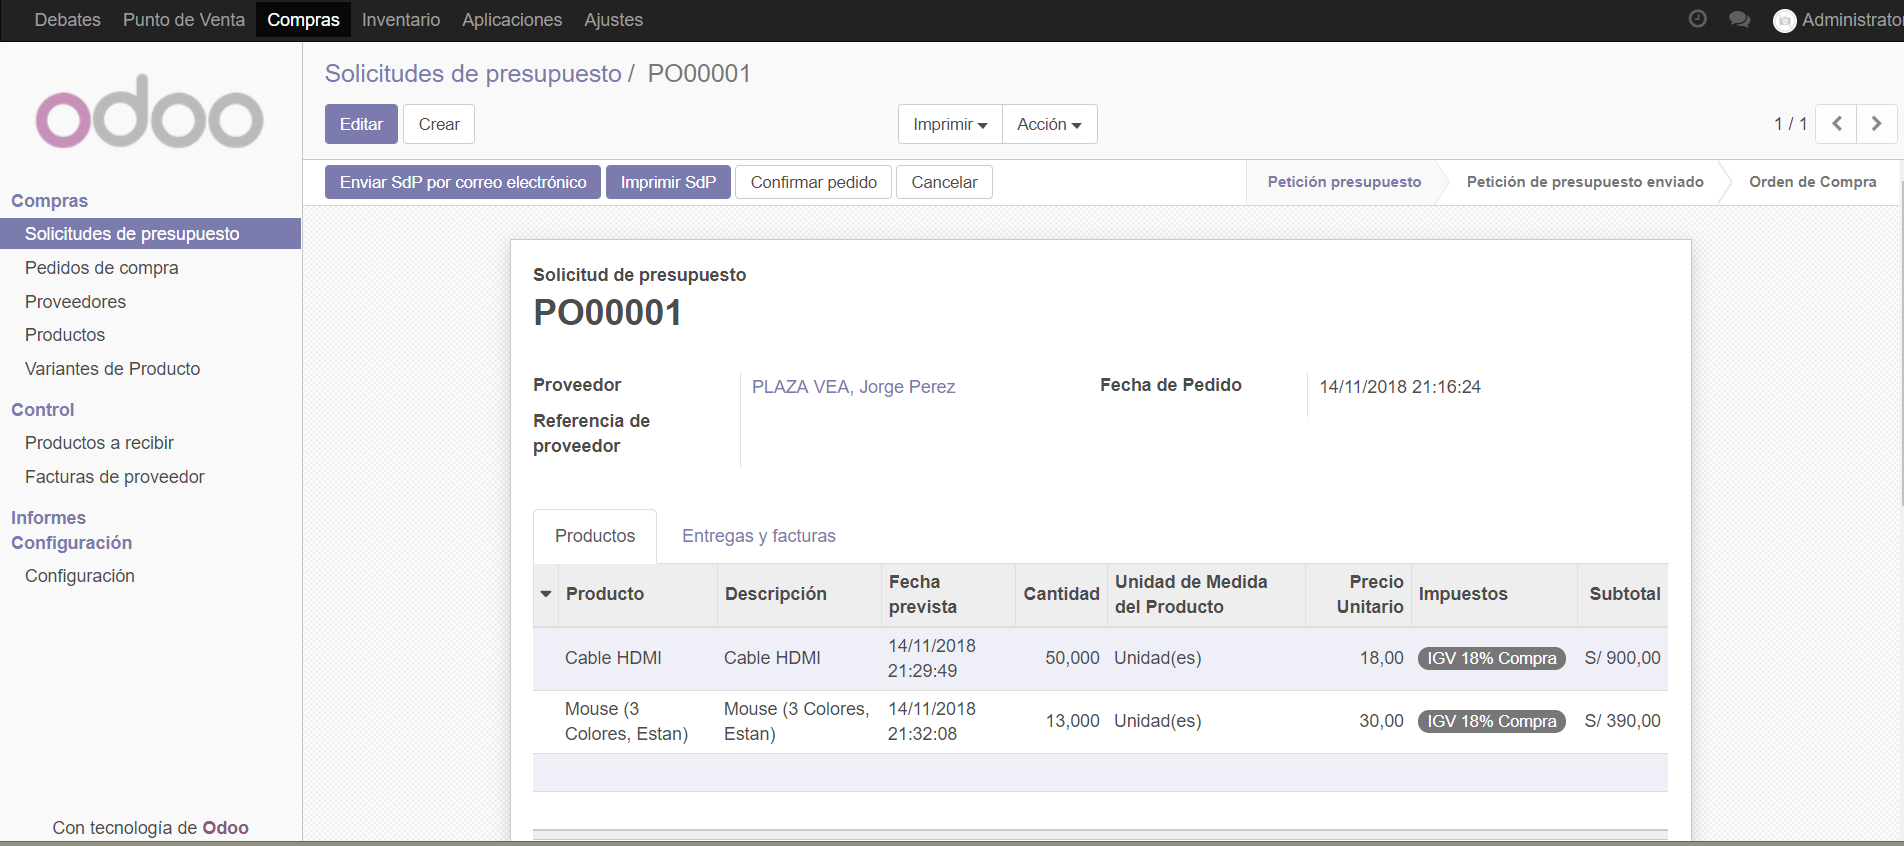 Debates Punto de Venta Compras Inventario Aplicaciones Ajustes Administrato
odoo
Compras
Solicitudes de presupuesto
Pedidos de compra
Proveedores
Productos
Variantes de Producto
Control
Productos a recibir
Facturas de proveedor
Informes
Configuración
Configuración
Con tecnología de Odoo
Solicitudes de presupuesto / PO00001
Editar Crear Imprimir Acción 1 / 1
Enviar SdP por correo electrónico Imprimir SdP Confirmar pedido Cancelar Petición presupuesto Petición de presupuesto enviado Orden de Compra
Solicitud de presupuesto
PO00001
Proveedor PLAZA VEA, Jorge Perez Fecha de Pedido 14/11/2018 21:16:24
Referencia de
proveedor
Productos Entregas y facturas
Producto Descripción Fecha prevista Cantidad Unidad de Medida del Producto Precio Unitario Impuestos Subtotal
Cable HDMI Cable HDMI 14/11/2018 21:29:49 50,000 Unidad(es) 18,00 IGV 18% Compra S/ 900,00
Mouse (3 Colores, Estan) Mouse (3 Colores, Estan) 14/11/2018 21:32:08 13,000 Unidad(es) 30,00 IGV 18% Compra S/ 390,00